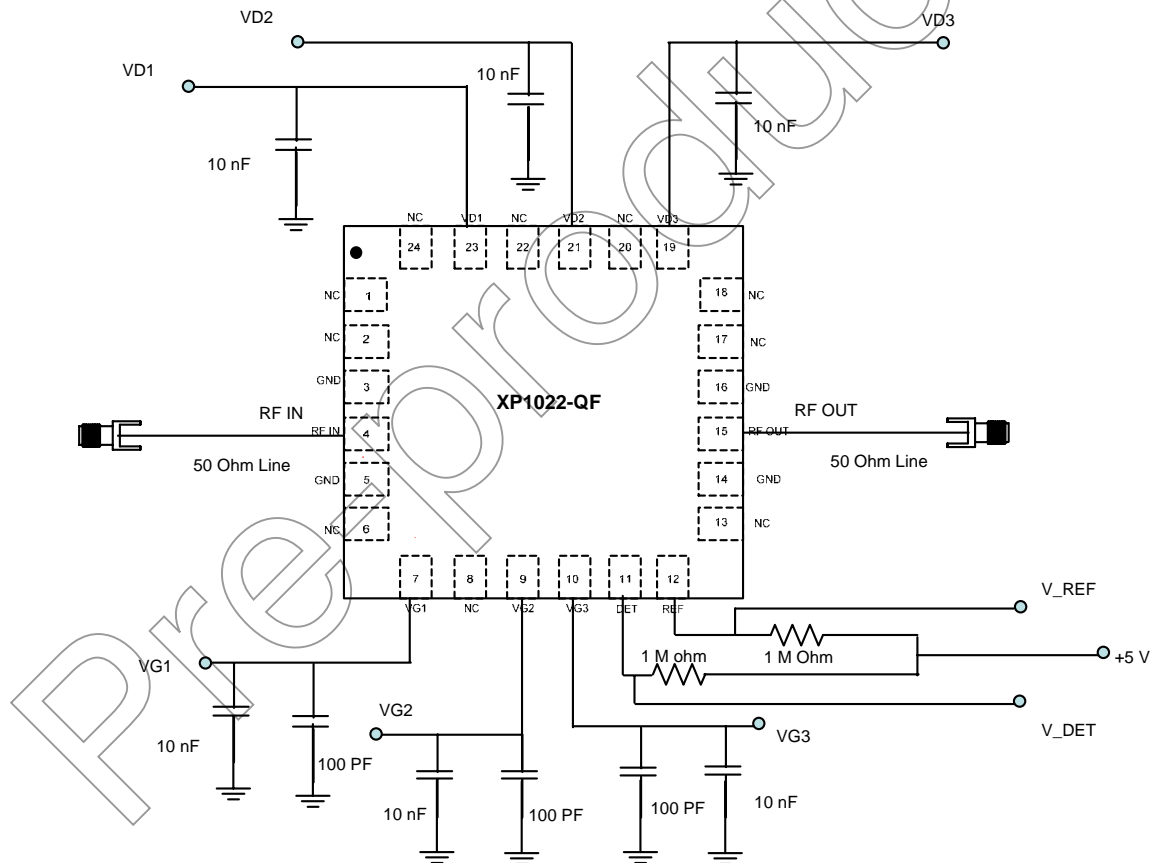 VD2
VD3
VD1
10 nF
10 nF
10 nF
NC
VD1
NC
VD2
NC
VD3
24
23
22
21
20
19
NC
1
18
NC
NC
2
17
NC
GND
3
16
GND
XP1022-QF
RF IN
RF OUT
RF IN
4
15
RF OUT
50 Ohm Line
50 Ohm Line
GND
5
14
GND
NC
6
13
NC
7
8
9
10
11
12
VG1
NC
VG2
VG3
DET
REF
V_REF
1 M ohm
1 M Ohm
+5 V
VG1
V_DET
VG2
VG3
10 nF
100 PF
10 nF
100 PF
100 PF
10 nF